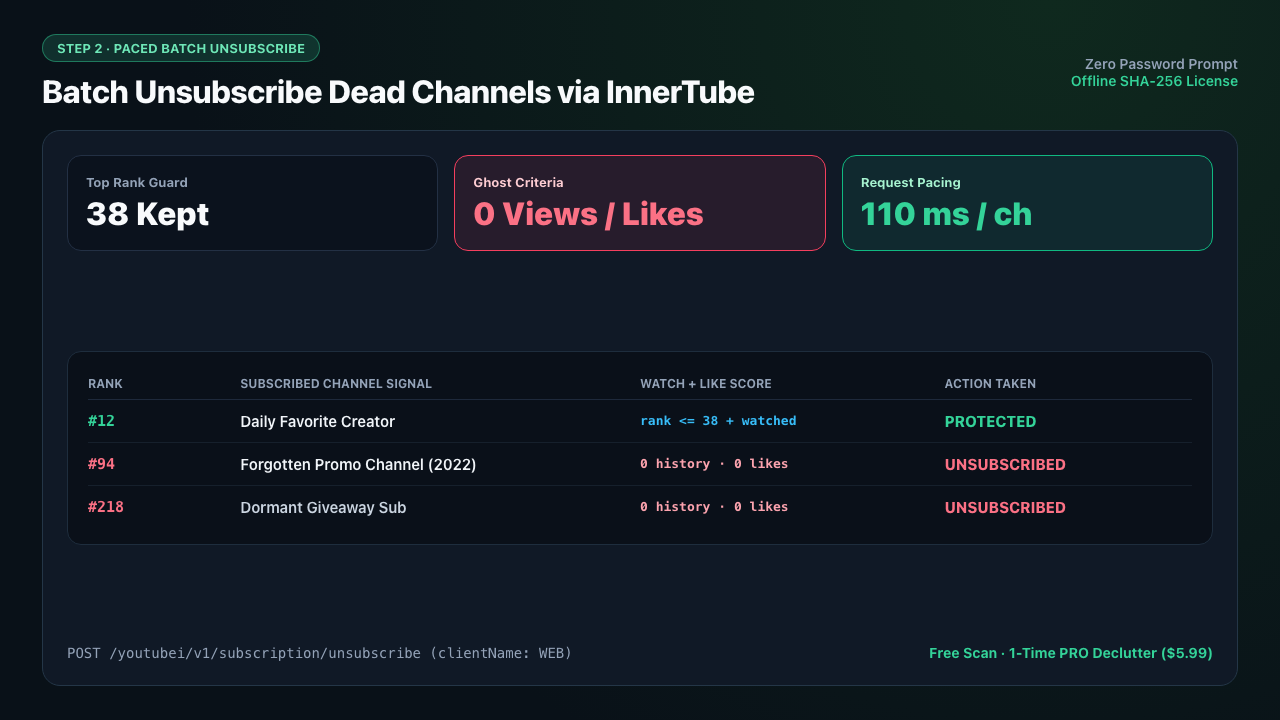 STEP 2 · PACED BATCH UNSUBSCRIBE
Batch Unsubscribe Dead Channels via InnerTube
Zero Password Prompt
Offline SHA-256 License
Top Rank Guard
38 Kept
Ghost Criteria
0 Views / Likes
Request Pacing
110 ms / ch
RANK SUBSCRIBED CHANNEL SIGNAL WATCH + LIKE SCORE ACTION TAKEN
#12 Daily Favorite Creator rank <= 38 + watched PROTECTED
#94 Forgotten Promo Channel (2022) 0 history · 0 likes UNSUBSCRIBED
#218 Dormant Giveaway Sub 0 history · 0 likes UNSUBSCRIBED
POST /youtubei/v1/subscription/unsubscribe (clientName: WEB)
Free Scan · 1-Time PRO Declutter ($5.99)